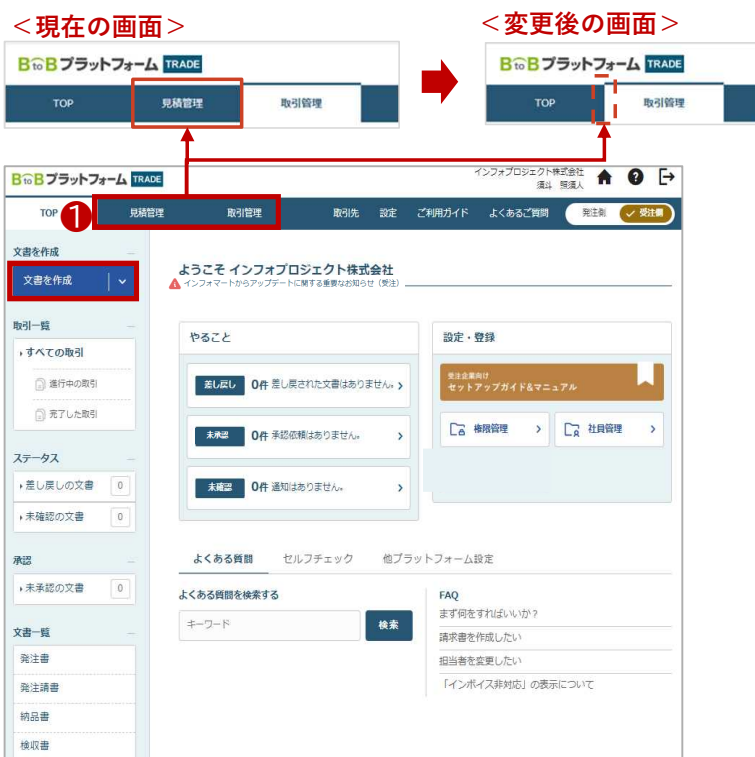 ＜現在の画面＞
＜変更後の画面＞
BtoBプラットフォーム TRADE
TOP 見積管理 取引管理
BtoBプラットフォーム TRADE
TOP 取引管理
BtoBプラットフォーム TRADE
インフォプロジェクト株式会社
TOP 見積管理 取引管理 取引先 設定 ご利用ガイド よくあるご質問 発注側 受注側
1
文書を作成
文書を作成
取引一覧
すべての取引
進行中の取引
完了した取引
ステータス
差し戻しの文書 0
未確認の文書 0
承認
未承認の文書 0
文書一覧
発注書
発注請書
納品書
検収書
ようこそ インフォプロジェクト株式会社
インフォマートからアップデートに関する重要なお知らせ（受注）
やること
差し戻し 0件 差し戻された文書はありません。
未承認 0件 承認依頼はありません。
未確認 0件 通知はありません。
設定・登録
受注企業向け
セットアップガイド&マニュアル
権限管理 社員管理
よくある質問 セルフチェック 他プラットフォーム設定
よくある質問を検索する
キーワード 検索
FAQ
まず何をすればいいか？
請求書を作成したい
担当者を変更したい
「インボイス非対応」の表示について